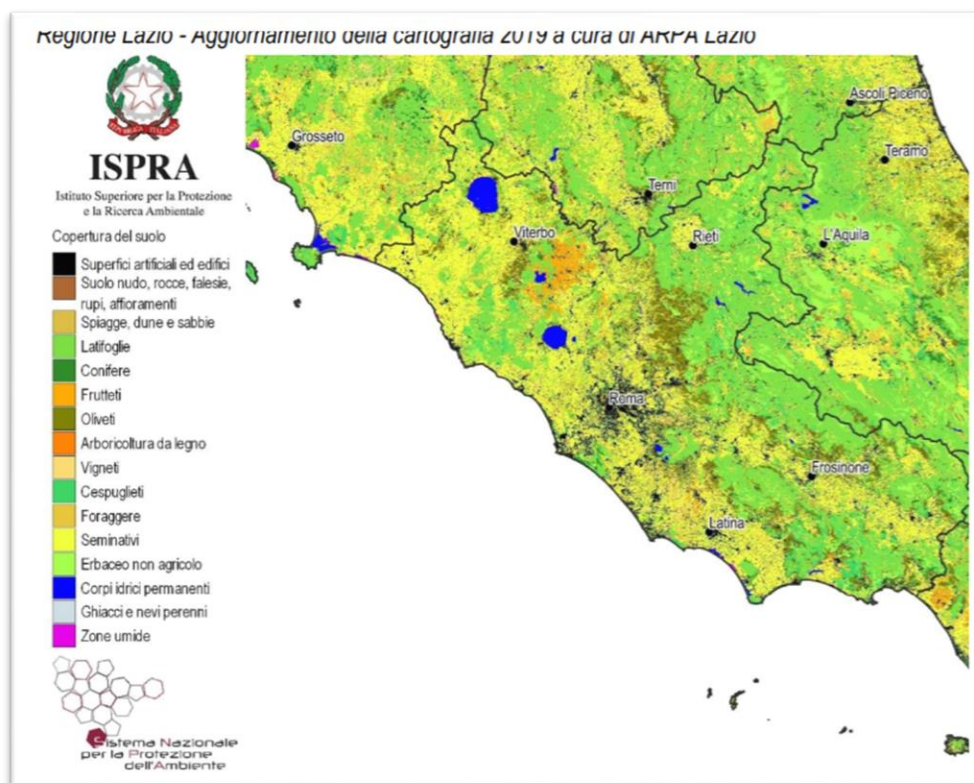 Regione Lazio - Aggiornamento della cartografia 2019 a cura di ARPA Lazio
REPVBBLICA ITALIANA
ISPRA
Istituto Superiore per la Protezione
e la Ricerca Ambientale
Copertura del suolo
Superfici artificiali ed edifici
Suolo nudo, rocce, falesie,
rupi, affioramenti
Spiagge, dune e sabbie
Latifoglie
Conifere
Frutteti
Oliveti
Arboricoltura da legno
Vigneti
Cespuglieti
Foraggere
Seminativi
Erbaceo non agricolo
Corpi idrici permanenti
Ghiacci e nevi perenni
Zone umide
Sistema Nazionale
per la Protezione
dell'Ambiente
Ascoli Piceno
Grosseto
Teramo
Terni
Viterbo
Rieti
L'Aquila
Roma
Frosinone
Latina